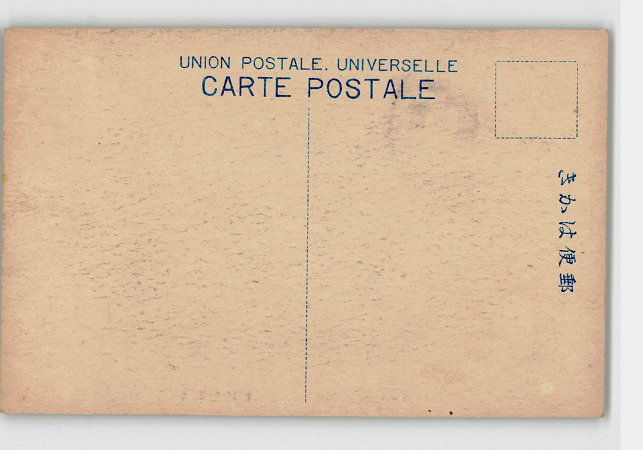 UNION POSTALE. UNIVERSELLE
CARTE POSTALE
きかは便郵